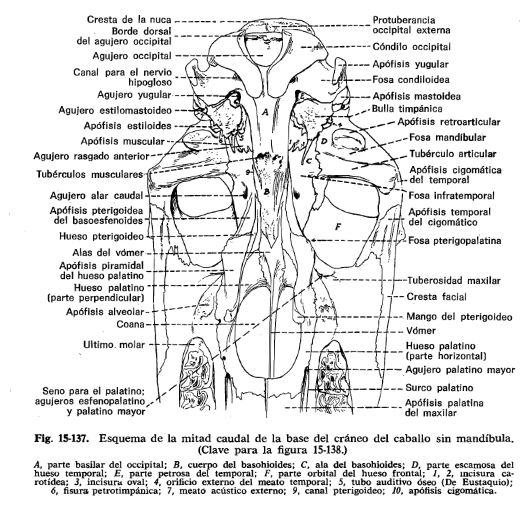 Cresta de la nuca
Borde dorsal
del agujero occipital
Agujero occipital
Canal para el nervio
hipogloso
Agujero yugular
Agujero estilomastoideo
Apófisis estiloides
Apófisis muscular
Agujero rasgado anterior
Tubérculos musculares
Agujero alar caudal
Apófisis pterigoidea
del basoesfenoides
Hueso pterigoideo
Alas del vómer
Apófisis piramidal
del hueso palatino
Hueso palatino
(parte perpendicular)
Apófisis alveolar
Coana
Ultimo. molar
Seno para el palatino;
agujeros esfenopalatino
y palatino mayor
Protuberancia
occipital externa
Cóndilo occipital
Apófisis yugular
Fosa condiloidea
Apófisis mastoidea
Bulla timpánica
Apófisis retroarticular
Fosa mandibular
Tubérculo articular
Apófisis cigomática
del temporal
Fosa infratemporal
Apófisis temporal
del cigomático
Fosa pterigopalatina
Tuberosidad maxilar
Cresta facial
Mango del pterigoideo
Vómer
Hueso palatino
(parte horizontal)
Agujero palatino mayor
Surco palatino
Apófisis palatina
del maxilar
A
B
C
D
E
F
9
Fig. 15-137. Esquema de la mitad caudal de la base del cráneo del caballo sin mandíbula.
(Clave para la figura 15-138.)
A, parte basilar del occipital; B, cuerpo del basohioides; C, ala del basohioides; D, parte escamosa del
hueso temporal; E, parte petrosa del temporal; F, parte orbital del hueso frontal; 1, 2, incisura ca-
rotídea; 3, incisura oval; 4, orificio externo del meato temporal; 5, tubo auditivo óseo (De Eustaquio);
6, fisura petrotimpánica; 7, meato acústico externo; 9, canal pterigoideo; 10, apófisis cigomática.